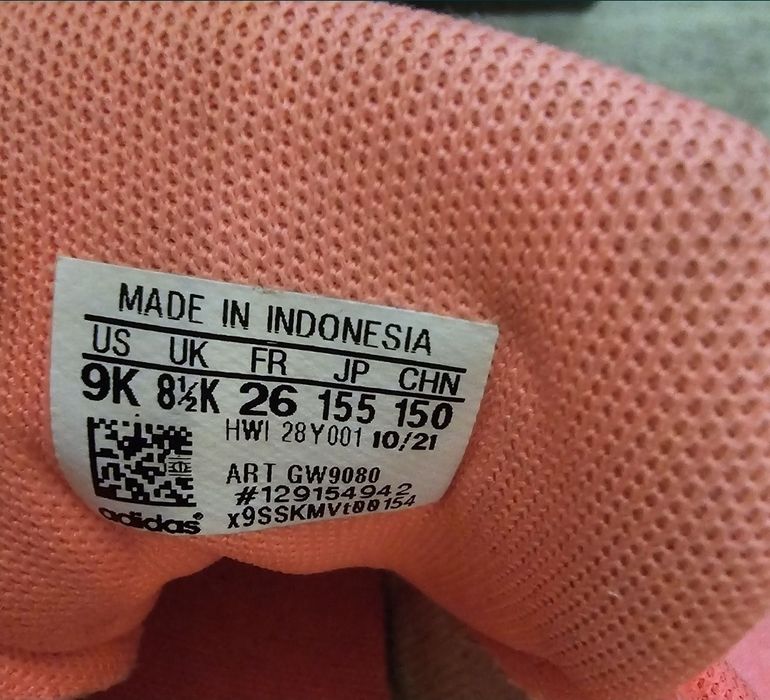 MADE IN INDONESIA
US UK FR JP CHN
9K 8½K 26 155 150
HWI 28Y001 10/21
ART GW9080
#129154942
x9SSKMVt00154
adidas®